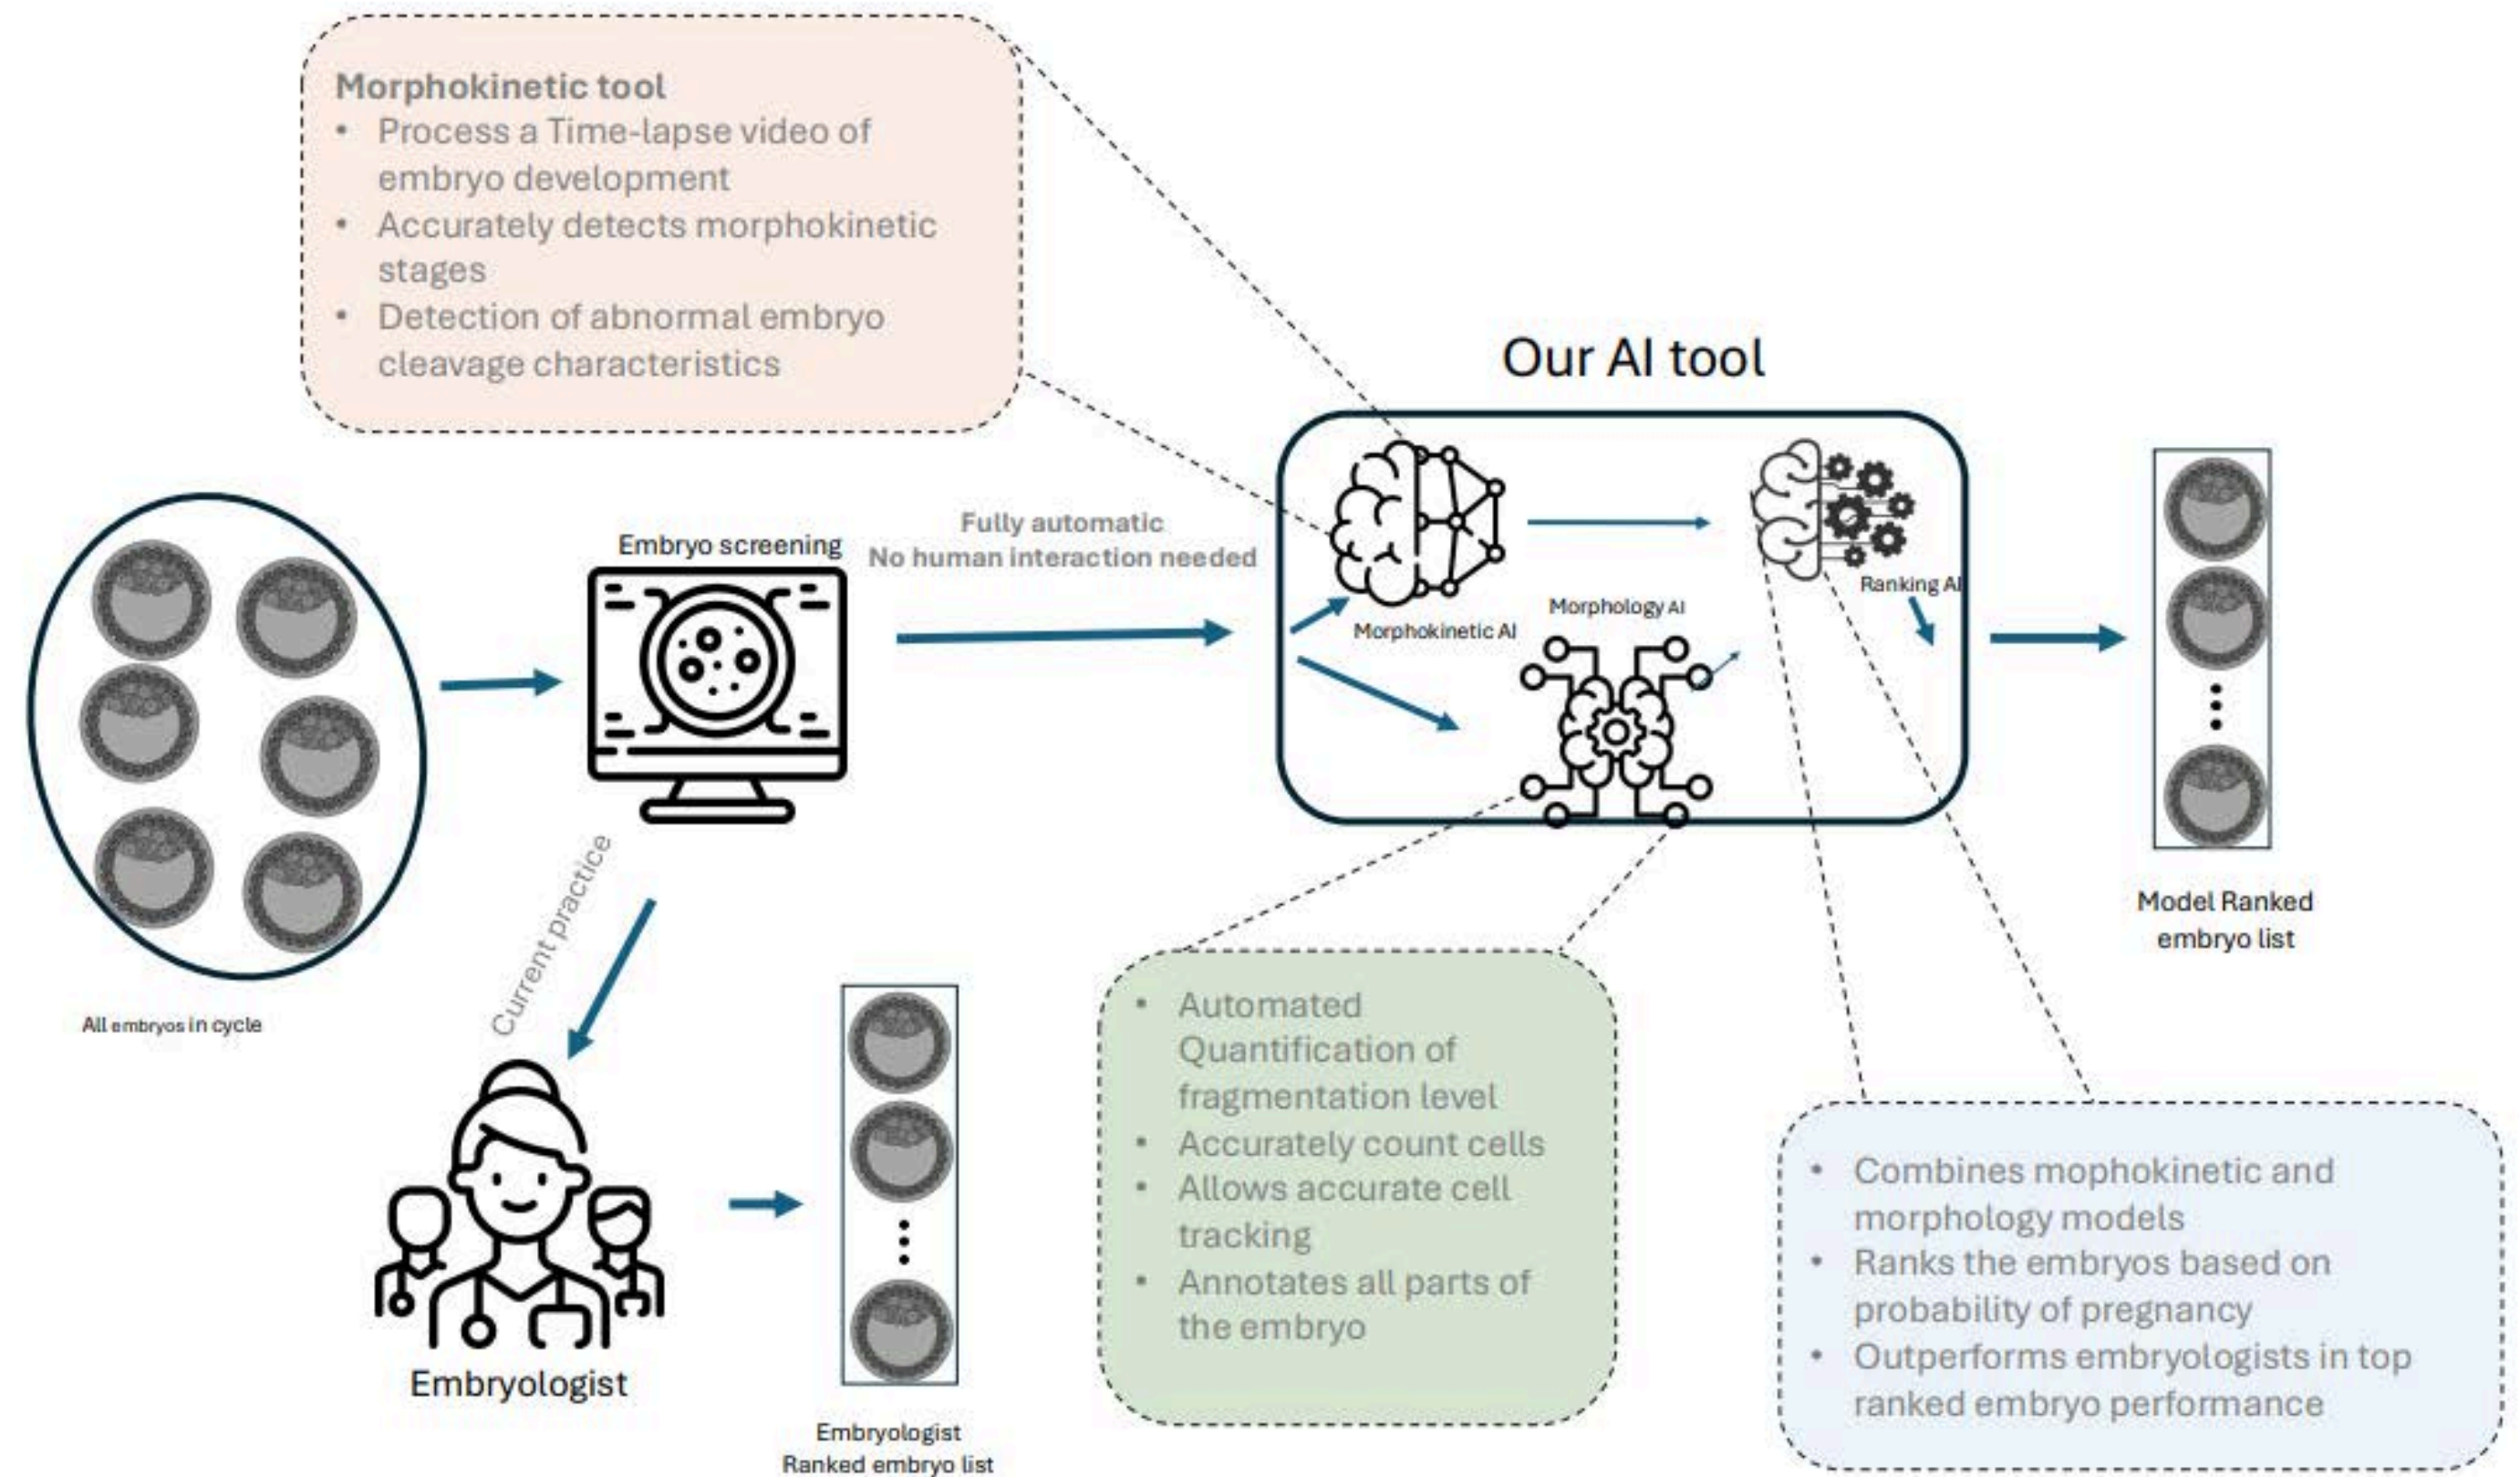 Morphokinetic tool
• Process a Time-lapse video of
embryo development
• Accurately detects morphokinetic
stages
• Detection of abnormal embryo
cleavage characteristics
Our AI tool
Embryo screening
Fully automatic
No human interaction needed
Morphokinetic AI
Morphology AI
Ranking AI
Model Ranked
embryo list
All embryos in cycle
Current practice
Embryologist
Embryologist
Ranked embryo list
• Automated
Quantification of
fragmentation level
• Accurately count cells
• Allows accurate cell
tracking
• Annotates all parts of
the embryo
• Combines mophokinetic and
morphology models
• Ranks the embryos based on
probability of pregnancy
• Outperforms embryologists in top
ranked embryo performance